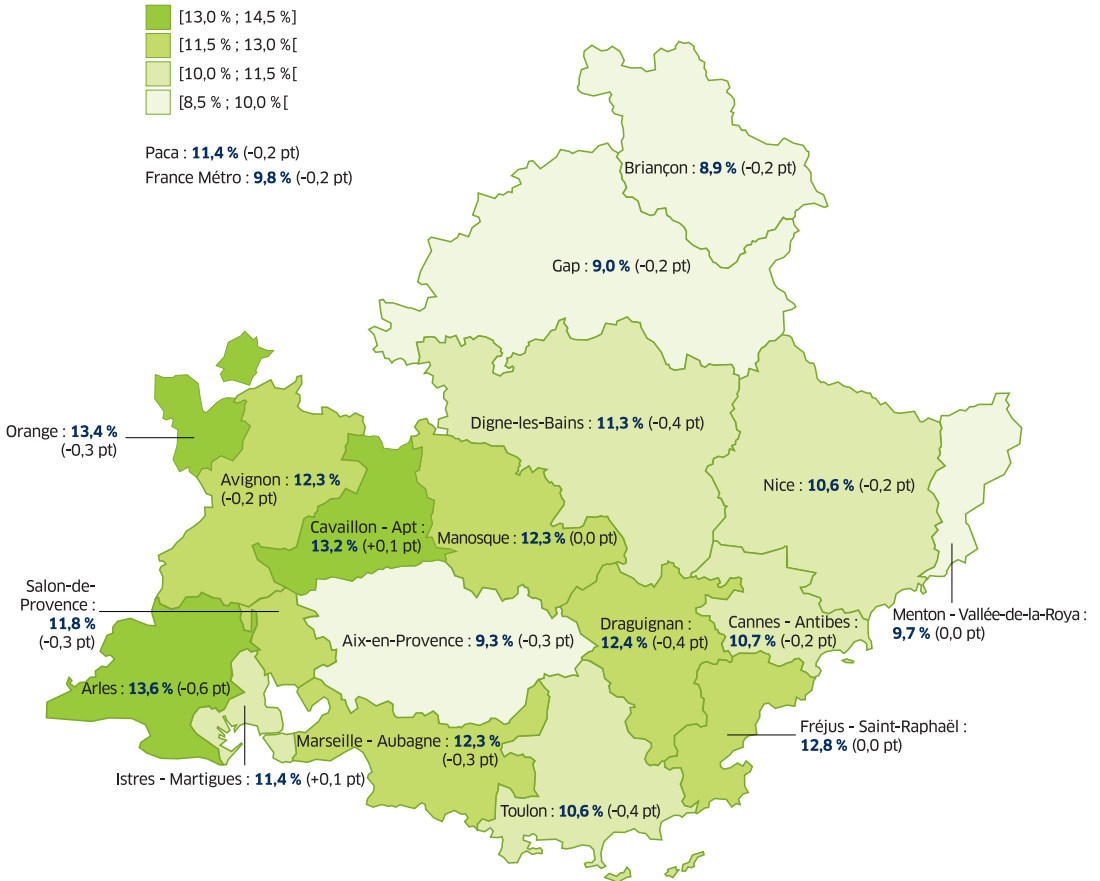 [13,0 % ; 14,5 %]
[11,5 % ; 13,0 %[
[10,0 % ; 11,5 %[
[8,5 % ; 10,0 %[
Paca : 11,4 % (-0,2 pt)
France Métro : 9,8 % (-0,2 pt)
Briançon : 8,9 % (-0,2 pt)
Gap : 9,0 % (-0,2 pt)
Orange : 13,4 %
(-0,3 pt)
Digne-les-Bains : 11,3 % (-0,4 pt)
Avignon : 12,3 %
(-0,2 pt)
Nice : 10,6 % (-0,2 pt)
Cavaillon - Apt :
13,2 % (+0,1 pt)
Manosque : 12,3 % (0,0 pt)
Salon-de-
Provence :
11,8 %
(-0,3 pt)
Aix-en-Provence : 9,3 % (-0,3 pt)
Draguignan :
12,4 % (-0,4 pt)
Cannes - Antibes :
10,7 % (-0,2 pt)
Menton - Vallée-de-la-Roya :
9,7 % (0,0 pt)
Arles : 13,6 % (-0,6 pt)
Marseille - Aubagne : 12,3 %
(-0,3 pt)
Fréjus - Saint-Raphaël :
12,8 % (0,0 pt)
Istres - Martigues : 11,4 % (+0,1 pt)
Toulon : 10,6 % (-0,4 pt)